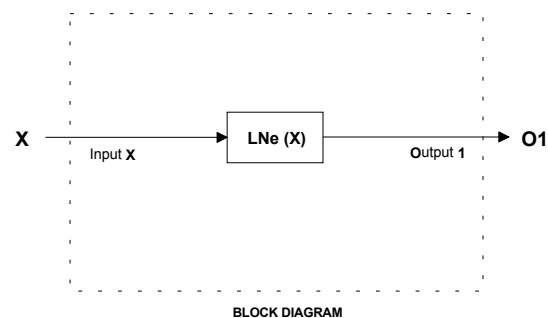 X
Input X
LNe (X)
Output 1
O1
BLOCK DIAGRAM